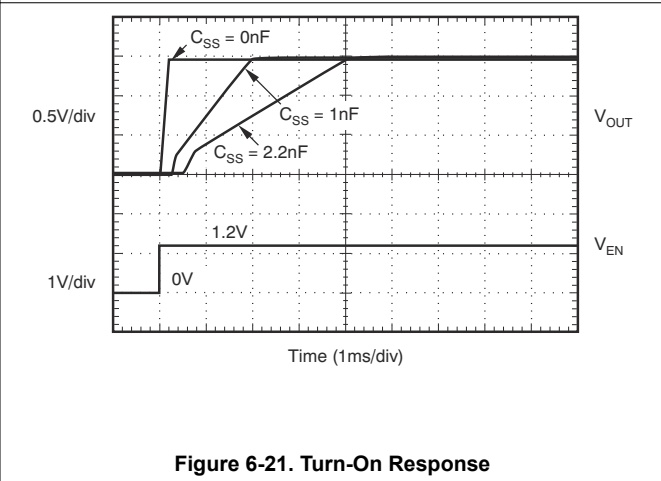 C_SS = 0nF
0.5V/div
C_SS = 1nF
V_OUT
C_SS = 2.2nF
1.2V
V_EN
1V/div
0V
Time (1ms/div)
Figure 6-21. Turn-On Response